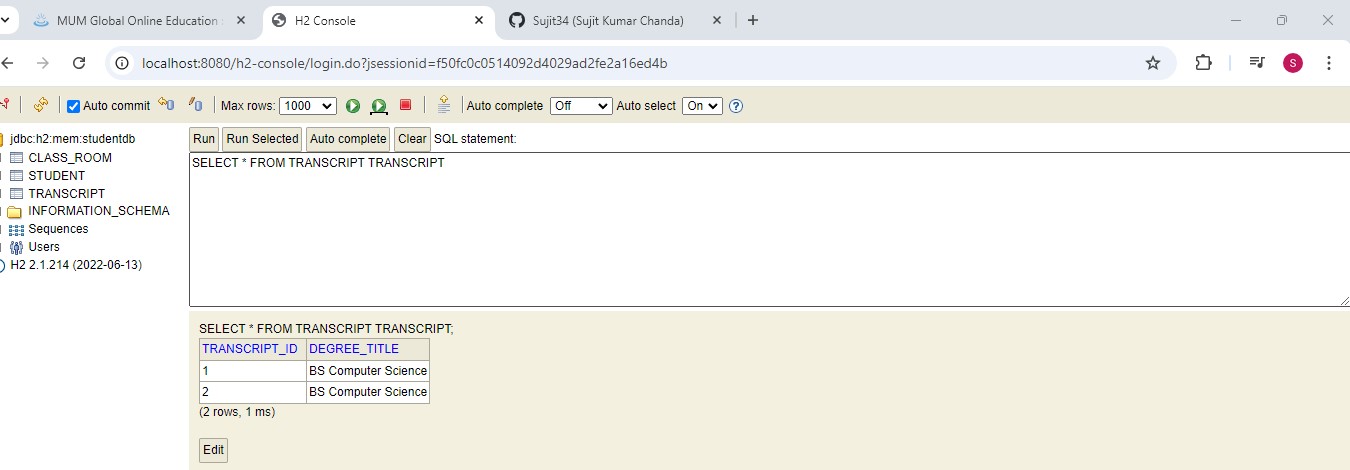 MUM Global Online Education
H2 Console
Sujit34 (Sujit Kumar Chanda)
localhost:8080/h2-console/login.do?jsessionid=f50fc0c0514092d4029ad2fe2a16ed4b
S
Auto commit
Max rows: 1000
Auto complete Off
Auto select On
?
jdbc:h2:mem:studentdb
CLASS_ROOM
STUDENT
TRANSCRIPT
INFORMATION_SCHEMA
Sequences
Users
H2 2.1.214 (2022-06-13)
Run Run Selected Auto complete Clear SQL statement:
SELECT * FROM TRANSCRIPT TRANSCRIPT
SELECT * FROM TRANSCRIPT TRANSCRIPT;
TRANSCRIPT_ID DEGREE_TITLE
1 BS Computer Science
2 BS Computer Science
(2 rows, 1 ms)
Edit